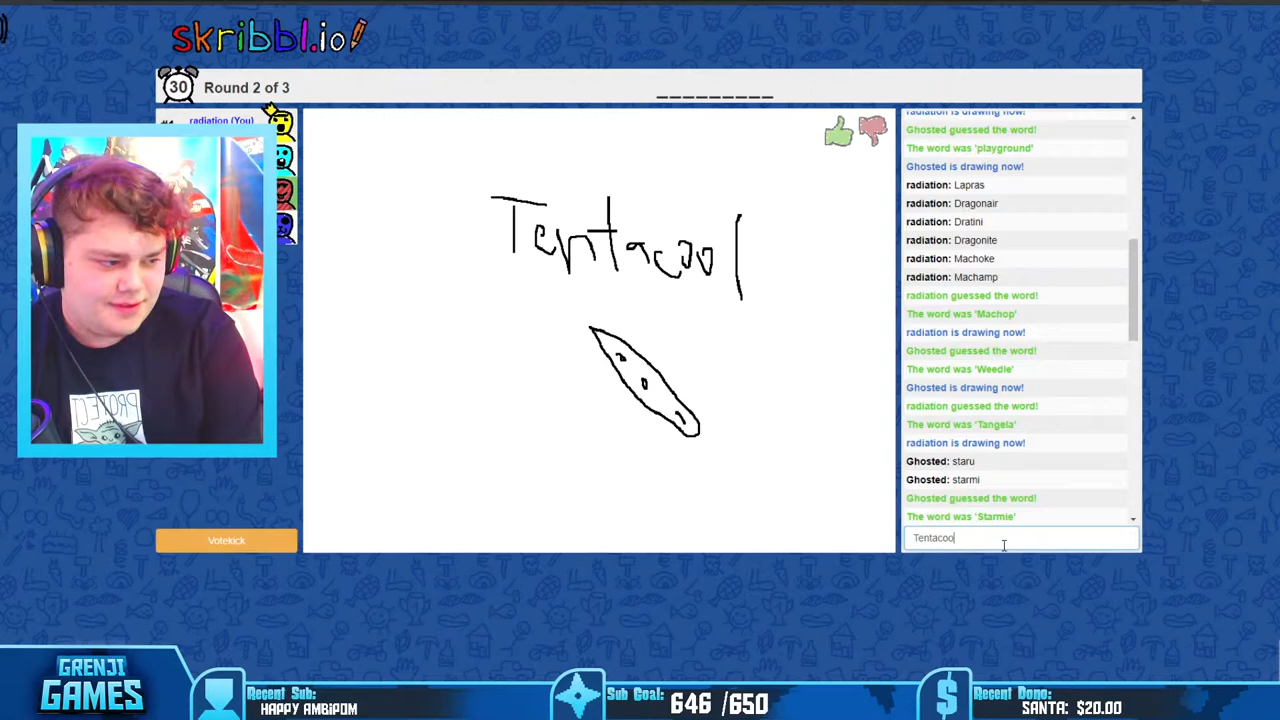 skribbl.io
30 Round 2 of 3
_________
radiation (You)
Tentacool
radiation is drawing now!
Ghosted guessed the word!
The word was 'playground'
Ghosted is drawing now!
radiation: Lapras
radiation: Dragonair
radiation: Dratini
radiation: Dragonite
radiation: Machoke
radiation: Machamp
radiation guessed the word!
The word was 'Machop'
radiation is drawing now!
Ghosted guessed the word!
The word was 'Weedle'
Ghosted is drawing now!
radiation guessed the word!
The word was 'Tangela'
radiation is drawing now!
Ghosted: staru
Ghosted: starmi
Ghosted guessed the word!
The word was 'Starmie'
Tentacoo
PROTECT
Votekick
GRENJI
GAMES
Recent Sub:
HAPPY AMBIPOM
Sub Goal: 646 /650
Recent Dono:
SANTA: $20.00